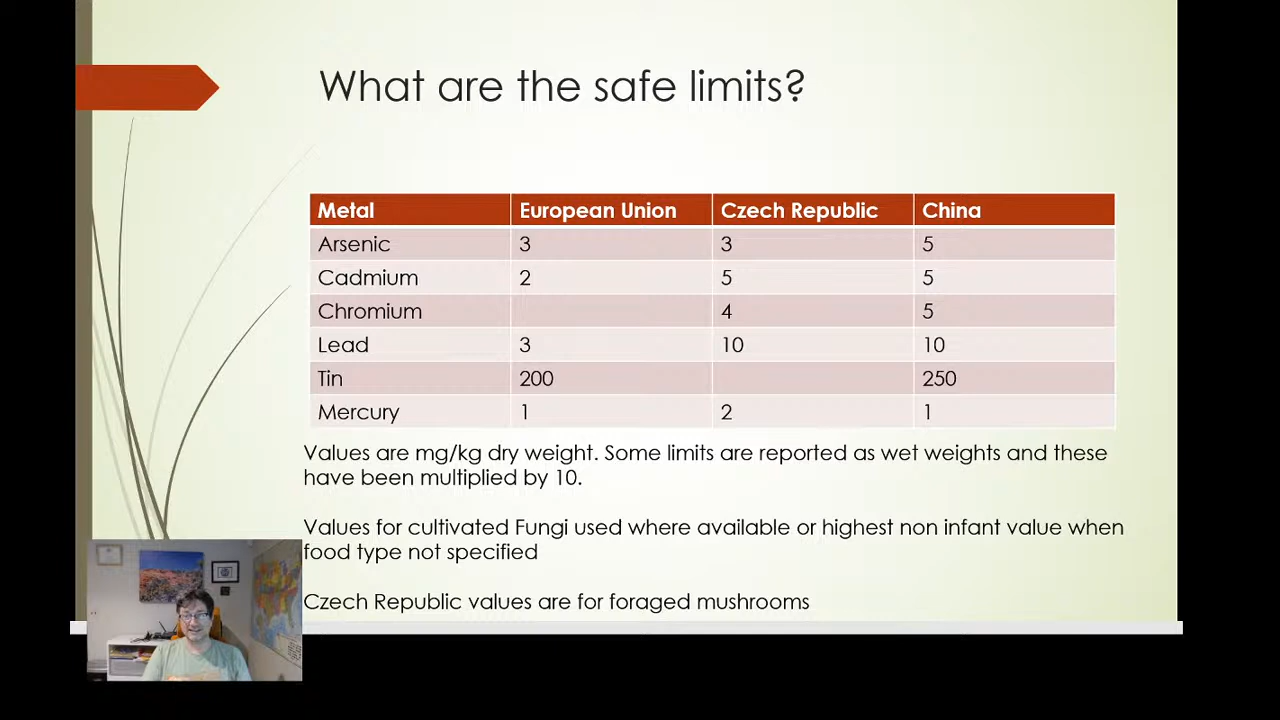 What are the safe limits?
Metal European Union Czech Republic China
Arsenic 3 3 5
Cadmium 2 5 5
Chromium 4 5
Lead 3 10 10
Tin 200 250
Mercury 1 2 1
Values are mg/kg dry weight. Some limits are reported as wet weights and these
have been multiplied by 10.
Values for cultivated Fungi used where available or highest non infant value when
food type not specified
Czech Republic values are for foraged mushrooms